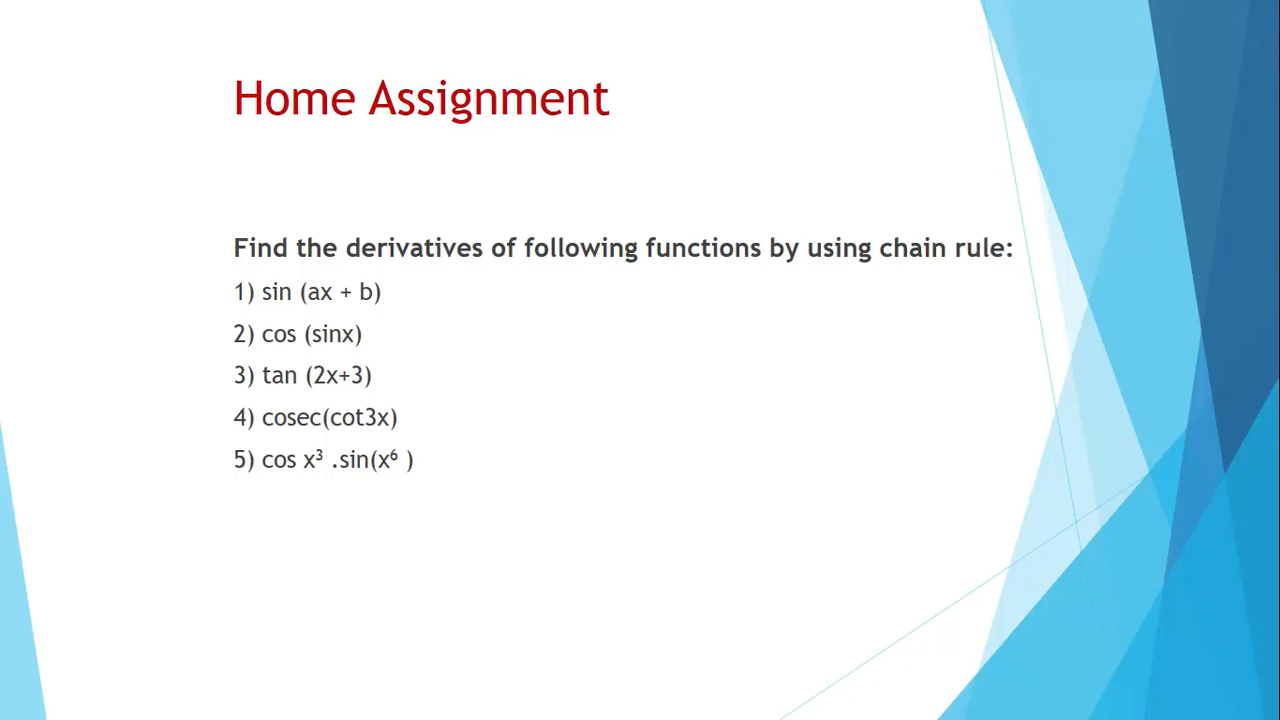 Home Assignment
Find the derivatives of following functions by using chain rule:
1) sin (ax + b)
2) cos (sinx)
3) tan (2x+3)
4) cosec(cot3x)
5) cos x³ .sin(x⁶ )